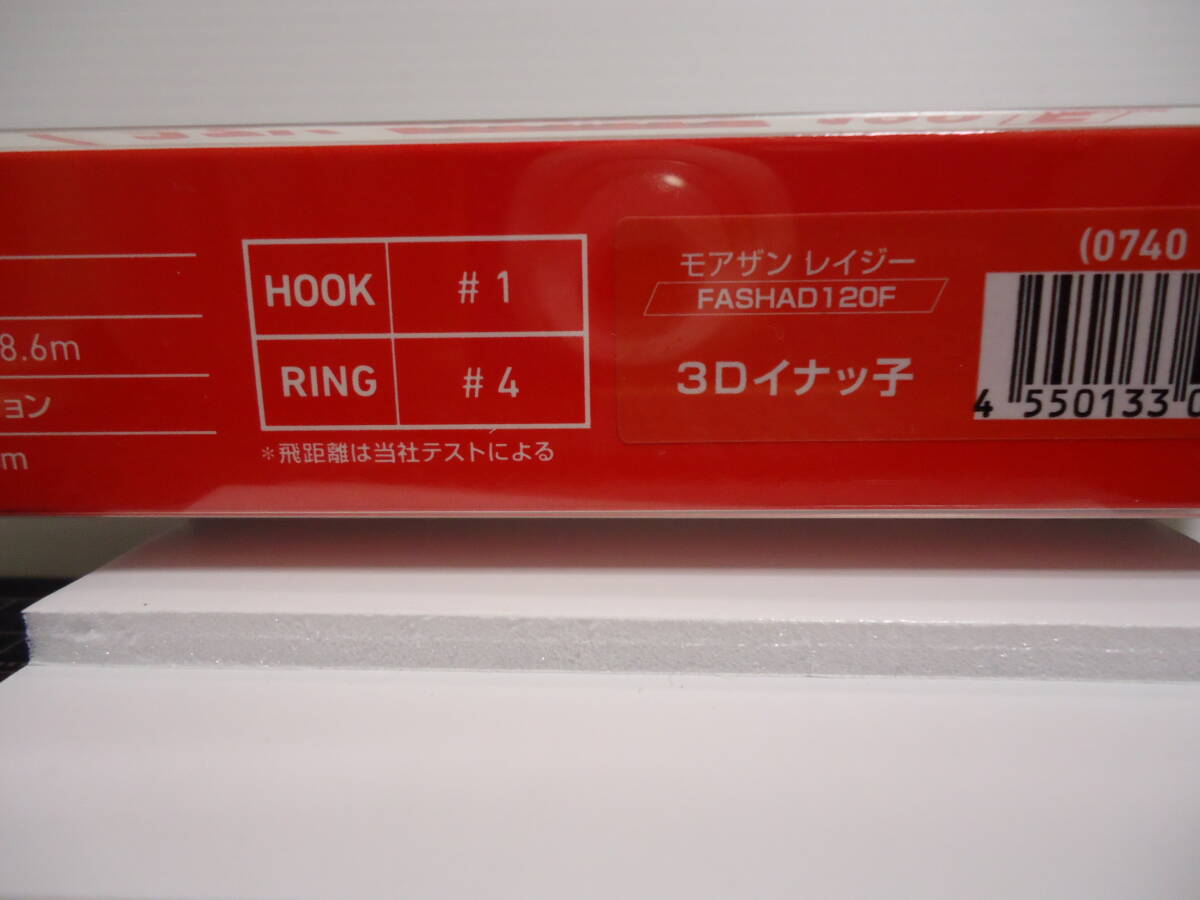 8.6m
ョン
m
HOOK # 1
RING # 4
*飛距離は当社テストによる
モアザン レイジー
FASHAD120F
3Dイナッ子
(0740
4 550133 0